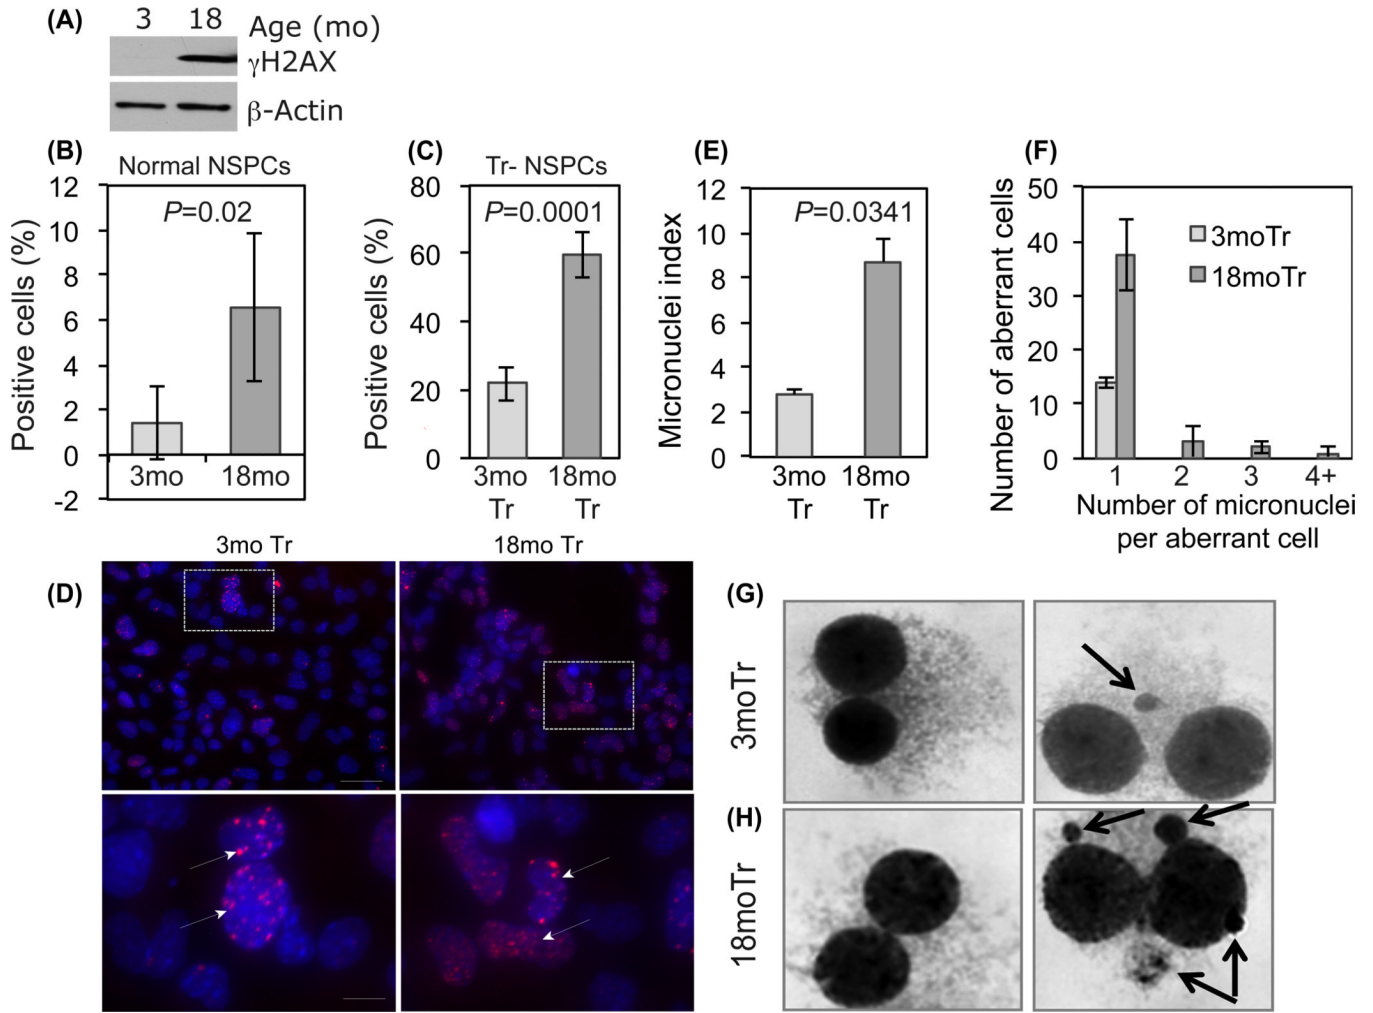 (A)
3 18 Age (mo)
γH2AX
β-Actin
(B)
Normal NSPCs
Positive cells (%)
12
10
8
6
4
2
0
-2
P=0.02
3mo 18mo
(C)
Tr- NSPCs
Positive cells (%)
80
60
40
20
0
P=0.0001
3mo 18mo
Tr Tr
(E)
Micronuclei index
12
10
8
6
4
2
0
P=0.0341
3mo 18mo
Tr Tr
(F)
Number of aberrant cells
50
40
30
20
10
0
3moTr
18moTr
1 2 3 4+
Number of micronuclei
per aberrant cell
(D)
3mo Tr 18mo Tr
(G)
3moTr
(H)
18moTr